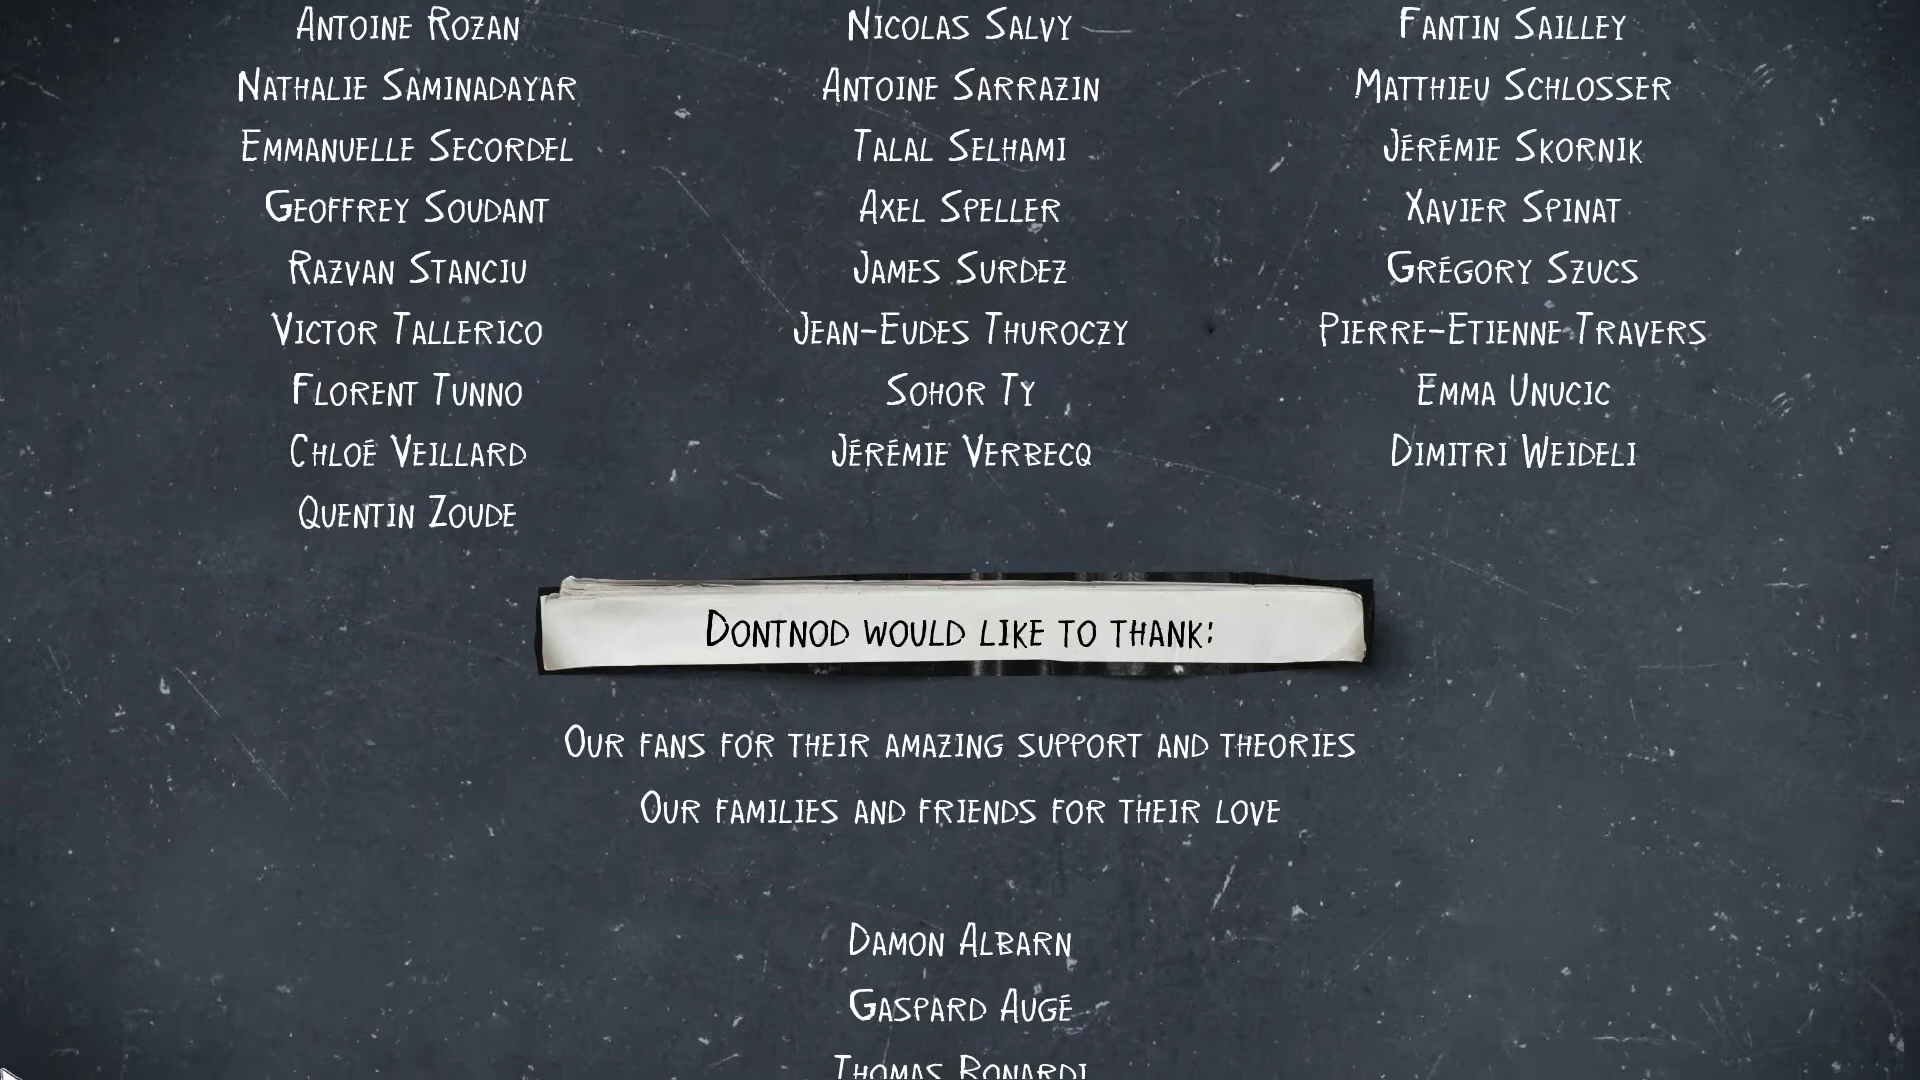 Antoine Rozan Nicolas Salvy Fantin Sailley
Nathalie Saminadayar Antoine Sarrazin Matthieu Schlosser
Emmanuelle Secordel Talal Selhami Jérémie Skornik
Geoffrey Soudant Axel Speller Xavier Spinat
Razvan Stanciu James Surdez Grégory Szucs
Victor Tallerico Jean-Eudes Thuroczy Pierre-Etienne Travers
Florent Tunno Sohor Ty Emma Unucic
Chloé Veillard Jérémie Verbecq Dimitri Weideli
Quentin Zoude
Dontnod would like to thank:
Our fans for their amazing support and theories
Our families and friends for their love
Damon Albarn
Gaspard Augé
Thomas Bonardi